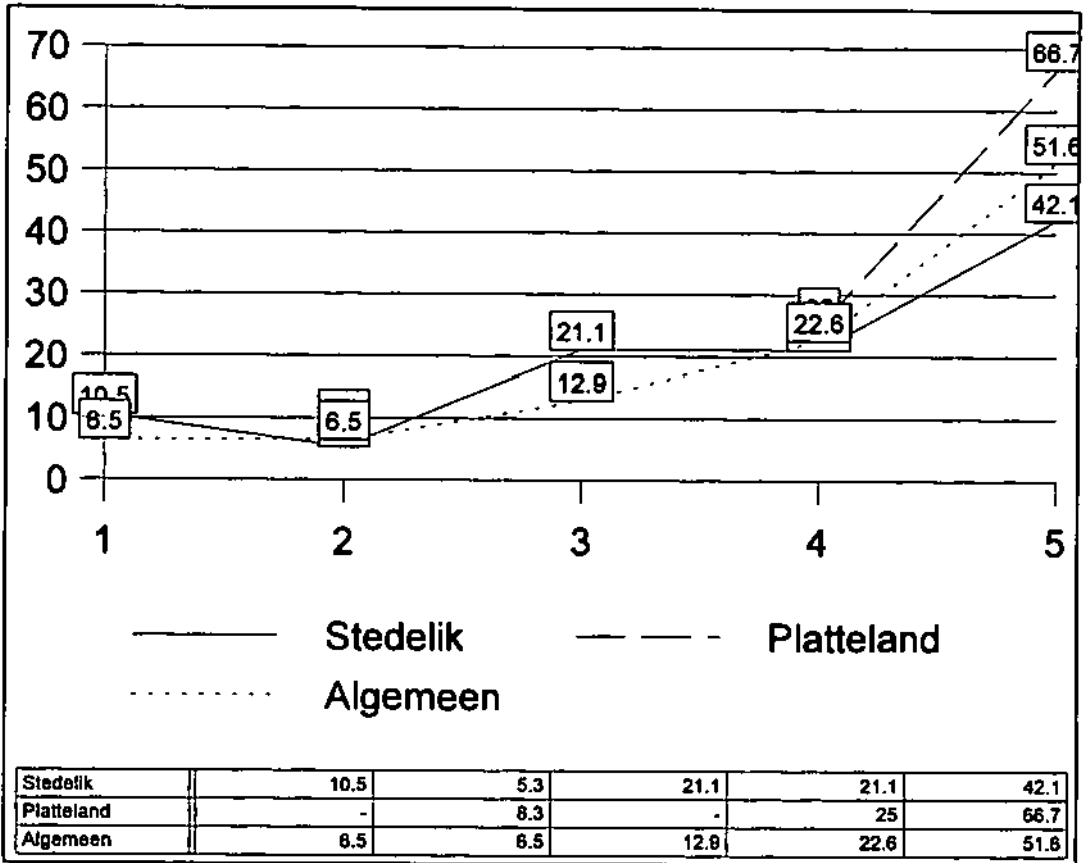 70
66.7
60
51.6
50
42.1
40
30
22.6
21.1
20
12.9
10.5
10
6.5
6.5
0
1 2 3 4 5
Stedelik Platteland
Algemeen
Stedelik 10.5 5.3 21.1 21.1 42.1
Platteland - 8.3 - 25 66.7
Algemeen 6.5 6.5 12.9 22.6 51.6